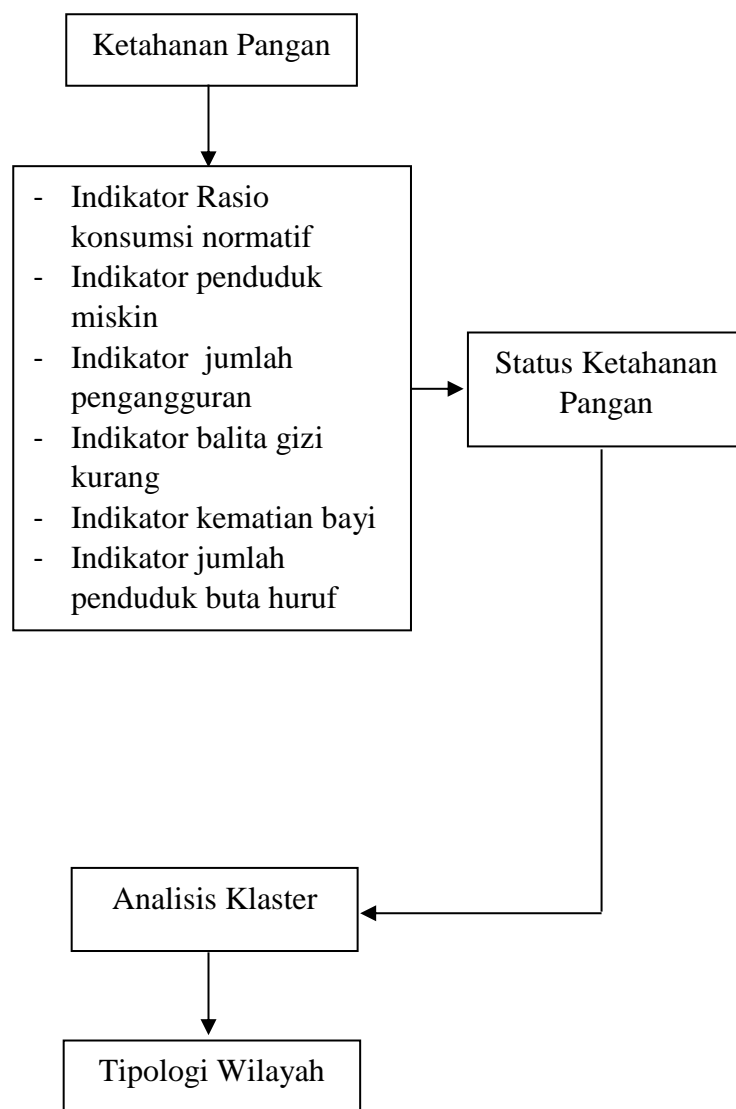 Ketahanan Pangan
- Indikator Rasio
konsumsi normatif
- Indikator penduduk
miskin
- Indikator jumlah
pengangguran
- Indikator balita gizi
kurang
- Indikator kematian bayi
- Indikator jumlah
penduduk buta huruf
Status Ketahanan
Pangan
Analisis Klaster
Tipologi Wilayah